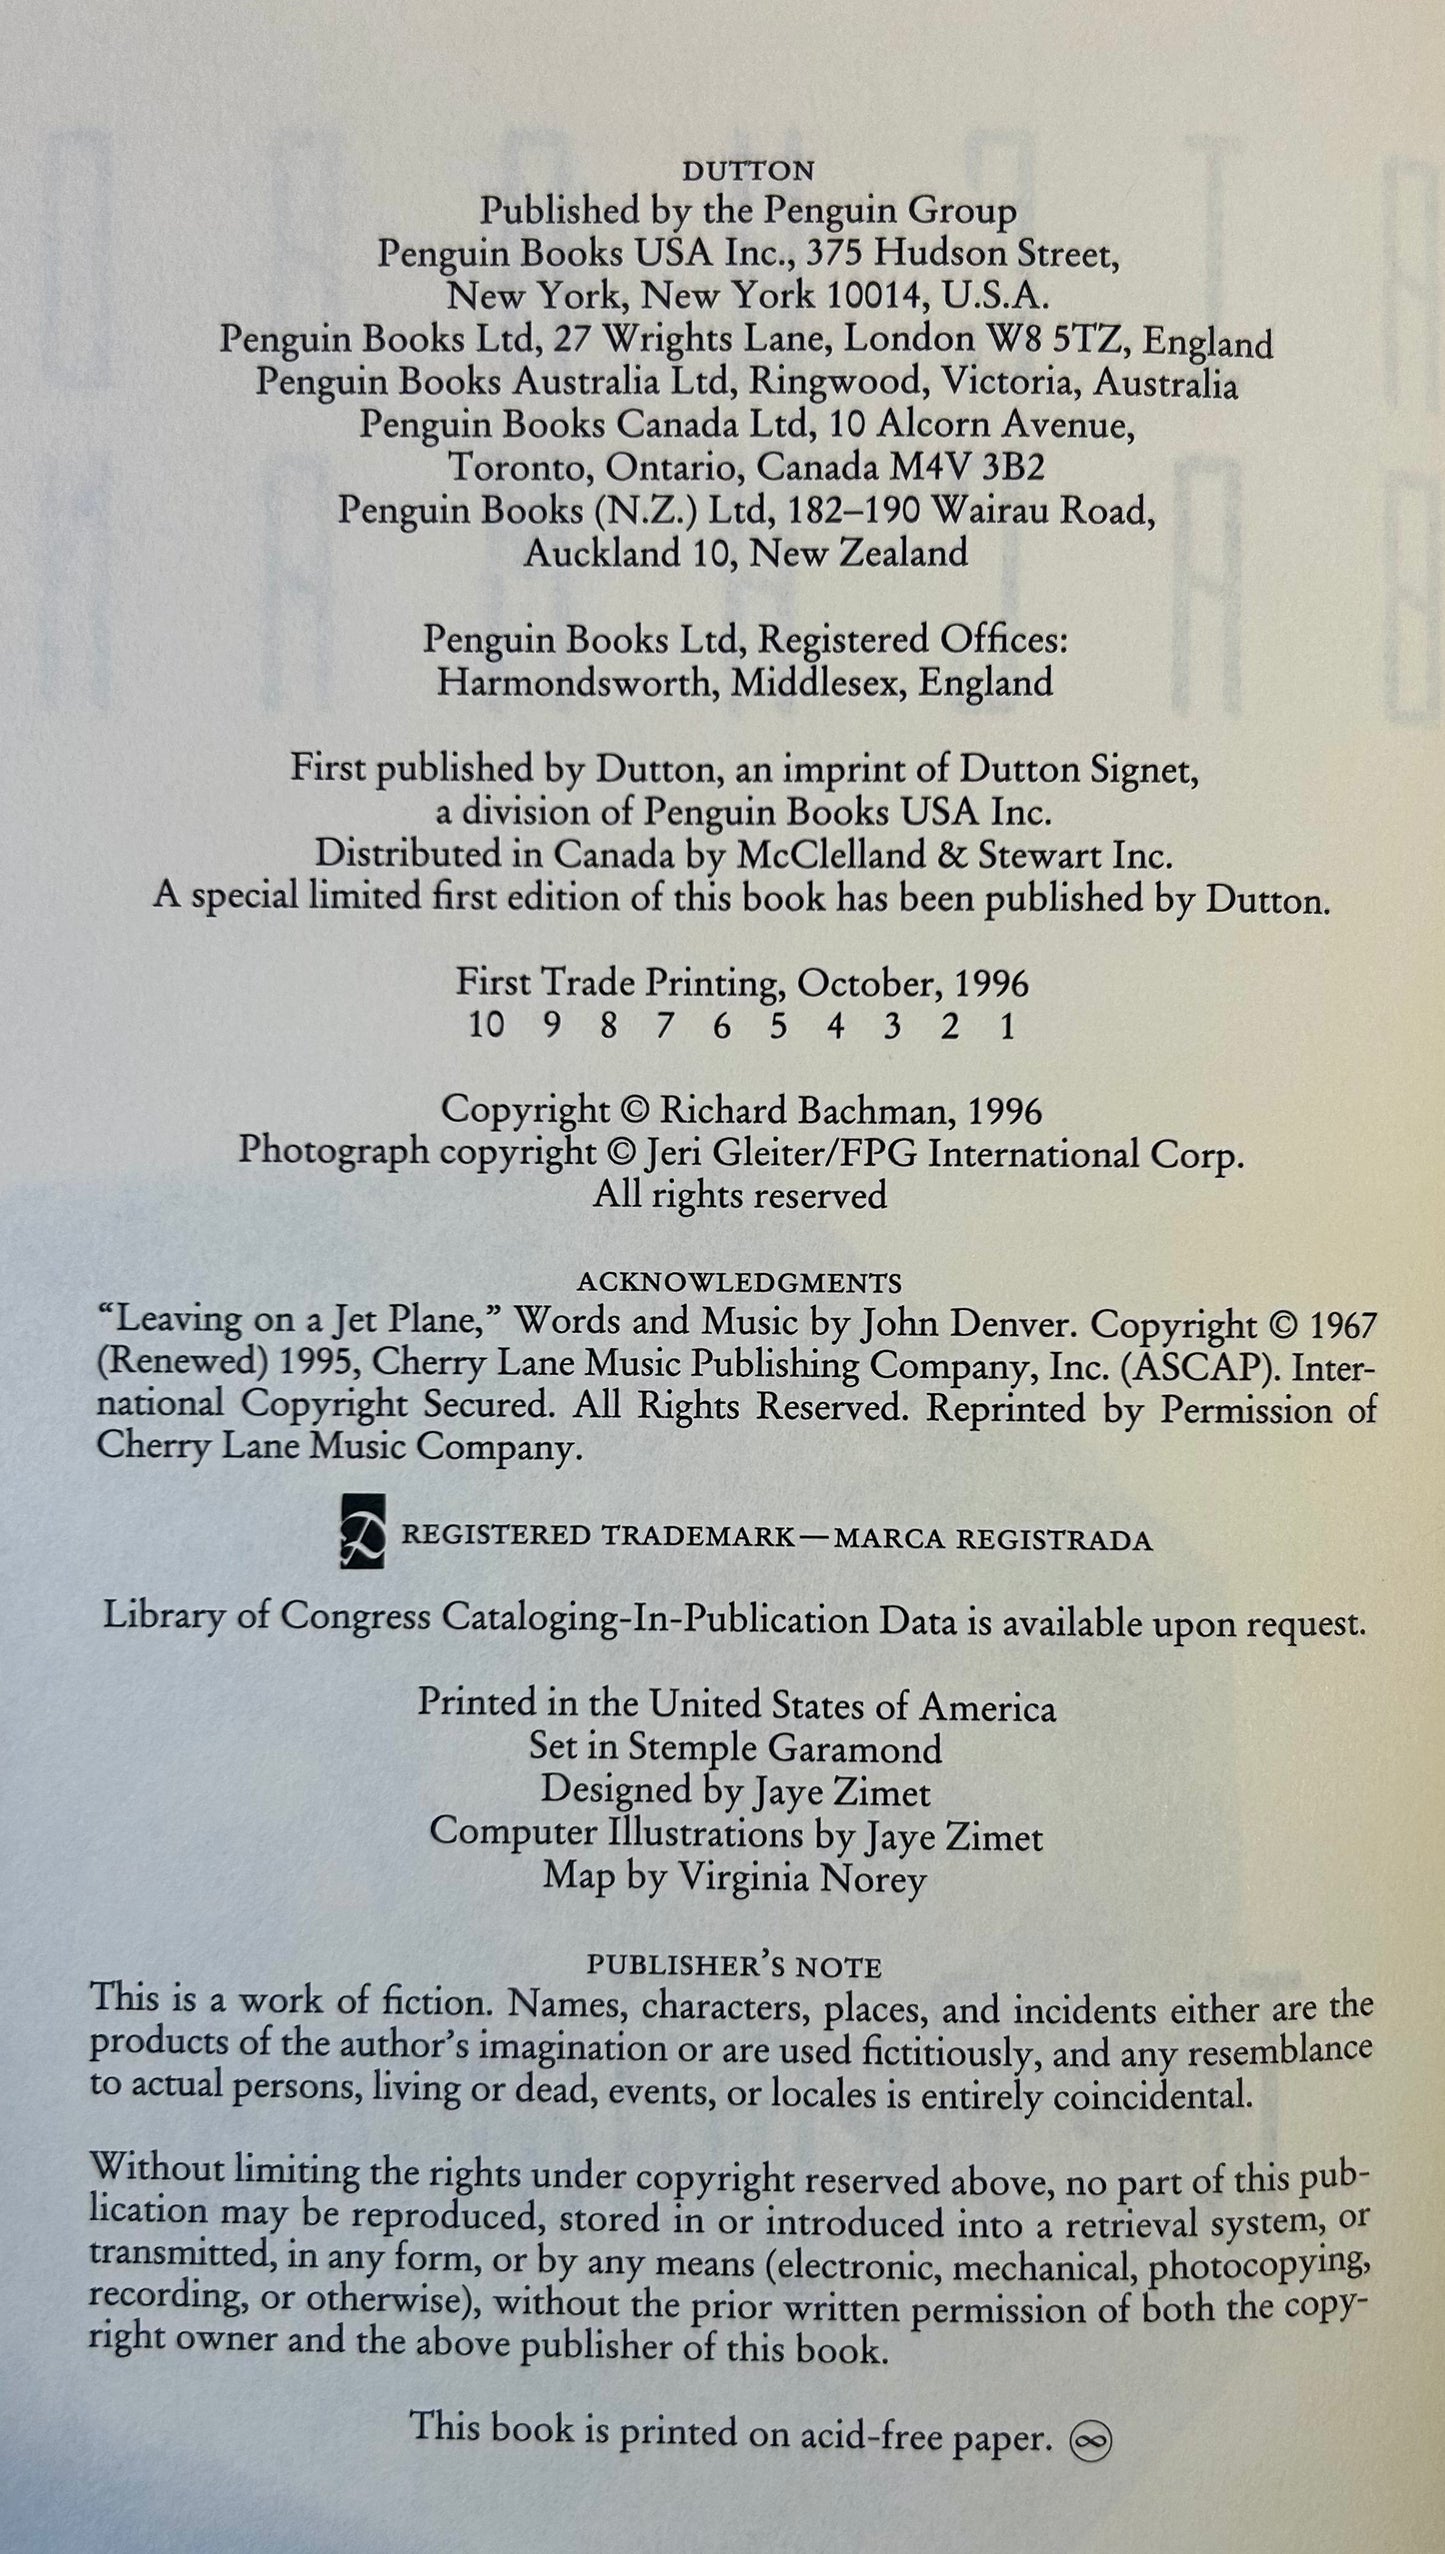 DUTTON
Published by the Penguin Group
Penguin Books USA Inc., 375 Hudson Street,
New York, New York 10014, U.S.A.
Penguin Books Ltd, 27 Wrights Lane, London W8 5TZ, England
Penguin Books Australia Ltd, Ringwood, Victoria, Australia
Penguin Books Canada Ltd, 10 Alcorn Avenue,
Toronto, Ontario, Canada M4V 3B2
Penguin Books (N.Z.) Ltd, 182–190 Wairau Road,
Auckland 10, New Zealand
Penguin Books Ltd, Registered Offices:
Harmondsworth, Middlesex, England
First published by Dutton, an imprint of Dutton Signet,
a division of Penguin Books USA Inc.
Distributed in Canada by McClelland & Stewart Inc.
A special limited first edition of this book has been published by Dutton.
First Trade Printing, October, 1996
10 9 8 7 6 5 4 3 2 1
Copyright © Richard Bachman, 1996
Photograph copyright © Jeri Gleiter/FPG International Corp.
All rights reserved
ACKNOWLEDGMENTS
“Leaving on a Jet Plane,” Words and Music by John Denver. Copyright © 1967
(Renewed) 1995, Cherry Lane Music Publishing Company, Inc. (ASCAP). Inter-
national Copyright Secured. All Rights Reserved. Reprinted by Permission of
Cherry Lane Music Company.
D REGISTERED TRADEMARK—MARCA REGISTRADA
Library of Congress Cataloging-In-Publication Data is available upon request.
Printed in the United States of America
Set in Stemple Garamond
Designed by Jaye Zimet
Computer Illustrations by Jaye Zimet
Map by Virginia Norey
PUBLISHER’S NOTE
This is a work of fiction. Names, characters, places, and incidents either are the
products of the author’s imagination or are used fictitiously, and any resemblance
to actual persons, living or dead, events, or locales is entirely coincidental.
Without limiting the rights under copyright reserved above, no part of this pub-
lication may be reproduced, stored in or introduced into a retrieval system, or
transmitted, in any form, or by any means (electronic, mechanical, photocopying,
recording, or otherwise), without the prior written permission of both the copy-
right owner and the above publisher of this book.
This book is printed on acid-free paper. ♾